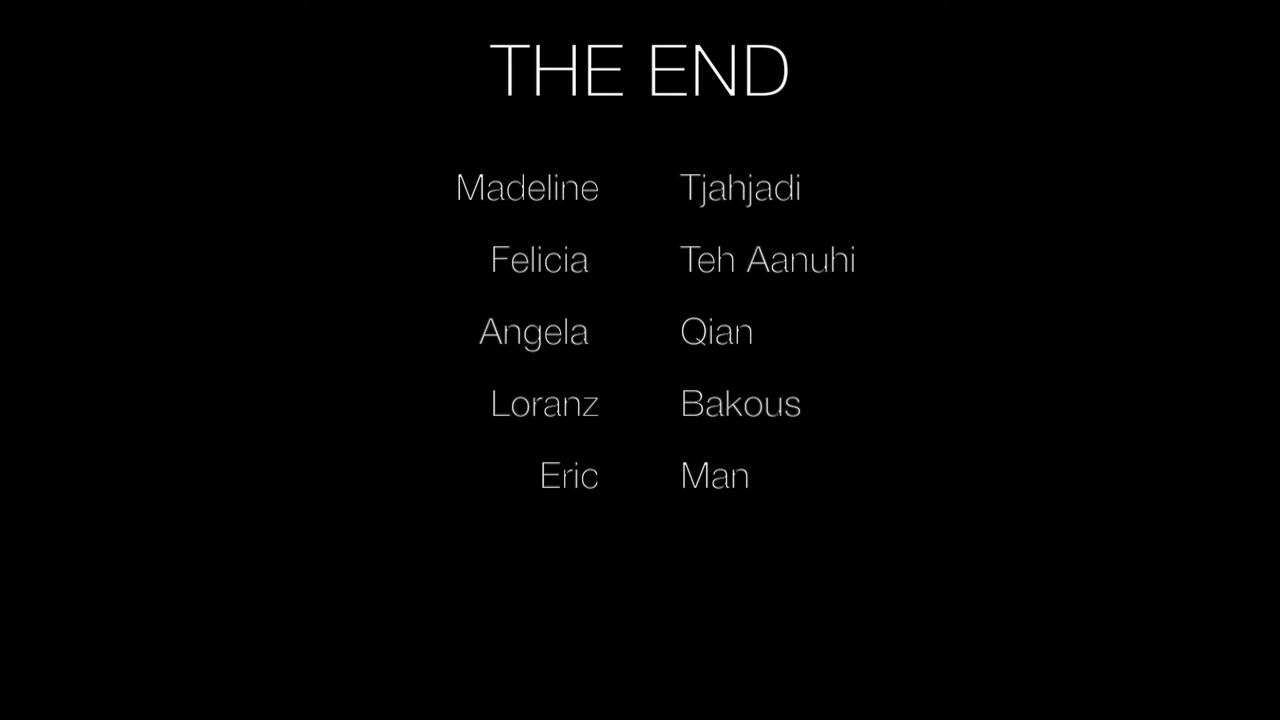 THE END
Madeline Tjahjadi
Felicia Teh Aanuhi
Angela Qian
Loranz Bakous
Eric Man